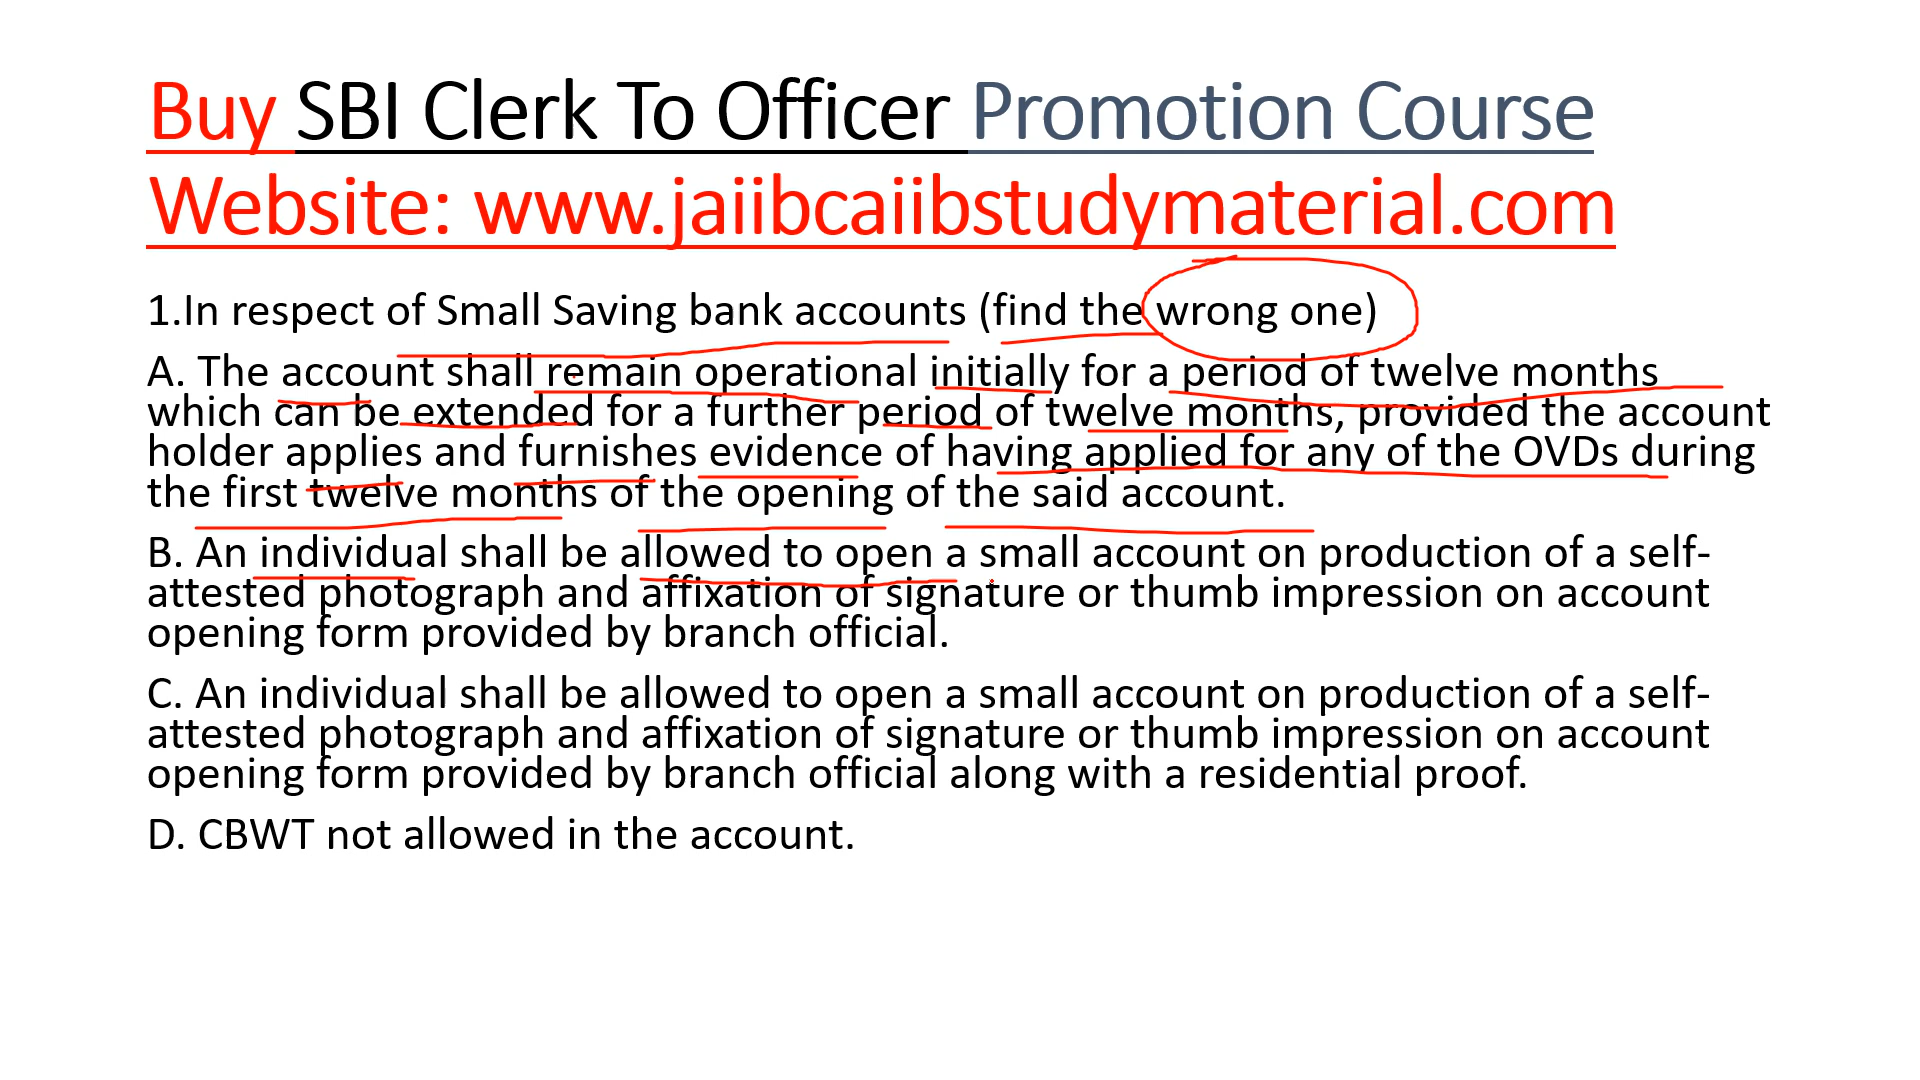 Buy SBI Clerk To Officer Promotion Course
Website: www.jaiibcaiibstudymaterial.com
1.In respect of Small Saving bank accounts (find the wrong one)
A. The account shall remain operational initially for a period of twelve months
which can be extended for a further period of twelve months, provided the account
holder applies and furnishes evidence of having applied for any of the OVDs during
the first twelve months of the opening of the said account.
B. An individual shall be allowed to open a small account on production of a self-
attested photograph and affixation of signature or thumb impression on account
opening form provided by branch official.
C. An individual shall be allowed to open a small account on production of a self-
attested photograph and affixation of signature or thumb impression on account
opening form provided by branch official along with a residential proof.
D. CBWT not allowed in the account.